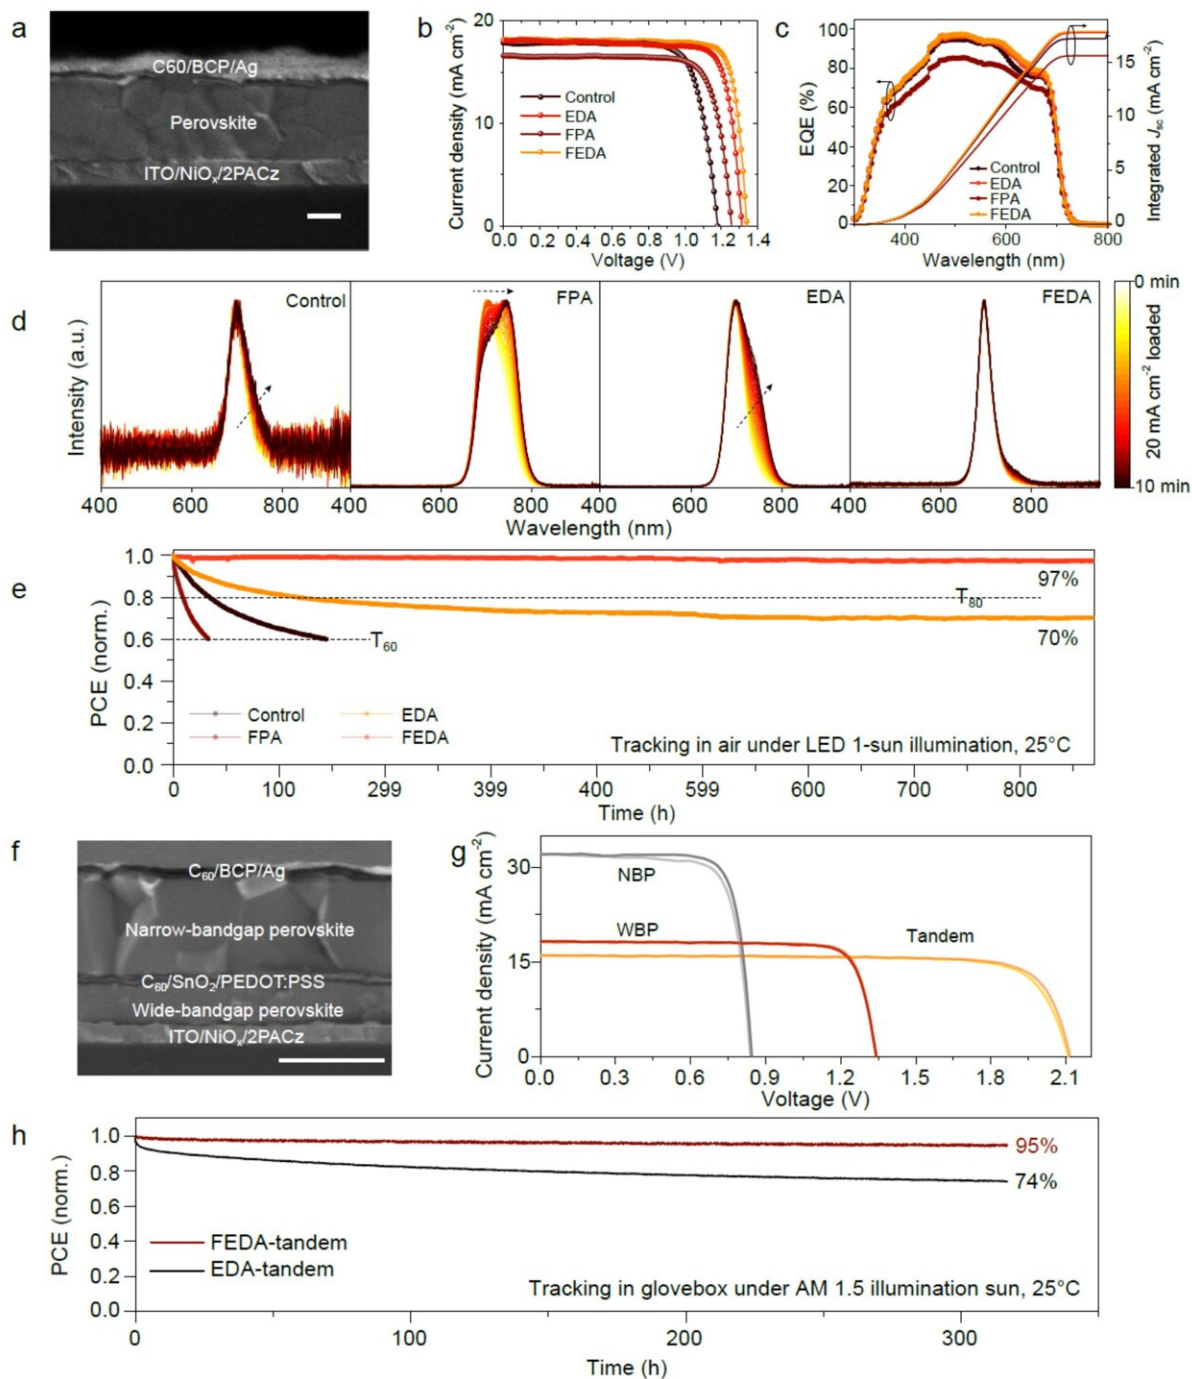 a
C60/BCP/Ag
Perovskite
ITO/NiOₓ/2PACz
b
Current density (mA cm⁻²)
20
10
0
Control
EDA
FPA
FEDA
0.0 0.2 0.4 0.6 0.8 1.0 1.2 1.4
Voltage (V)
c
EQE (%)
100
80
60
40
20
0
Control
EDA
FPA
FEDA
400 600 800
Wavelength (nm)
15
10
5
0
Integrated Jsc (mA cm⁻²)
d
Intensity (a.u.)
Control
FPA
EDA
FEDA
400 600 800 400 600 800 400 600 800 400 600 800
Wavelength (nm)
0 min
20 mA cm⁻² loaded
10 min
e
PCE (norm.)
1.0
0.8
0.6
0.4
0.2
0.0
97%
T₈₀
70%
T₆₀
Control
EDA
FPA
FEDA
Tracking in air under LED 1-sun illumination, 25°C
0 100 299 399 400 599 600 700 800
Time (h)
f
C₆₀/BCP/Ag
Narrow-bandgap perovskite
C₆₀/SnO₂/PEDOT:PSS
Wide-bandgap perovskite
ITO/NiOₓ/2PACz
g
Current density (mA cm⁻²)
30
15
0
NBP
WBP
Tandem
0.0 0.3 0.6 0.9 1.2 1.5 1.8 2.1
Voltage (V)
h
PCE (norm.)
1.0
0.8
0.6
0.4
0.2
0.0
95%
74%
FEDA-tandem
EDA-tandem
Tracking in glovebox under AM 1.5 illumination sun, 25°C
0 100 200 300
Time (h)